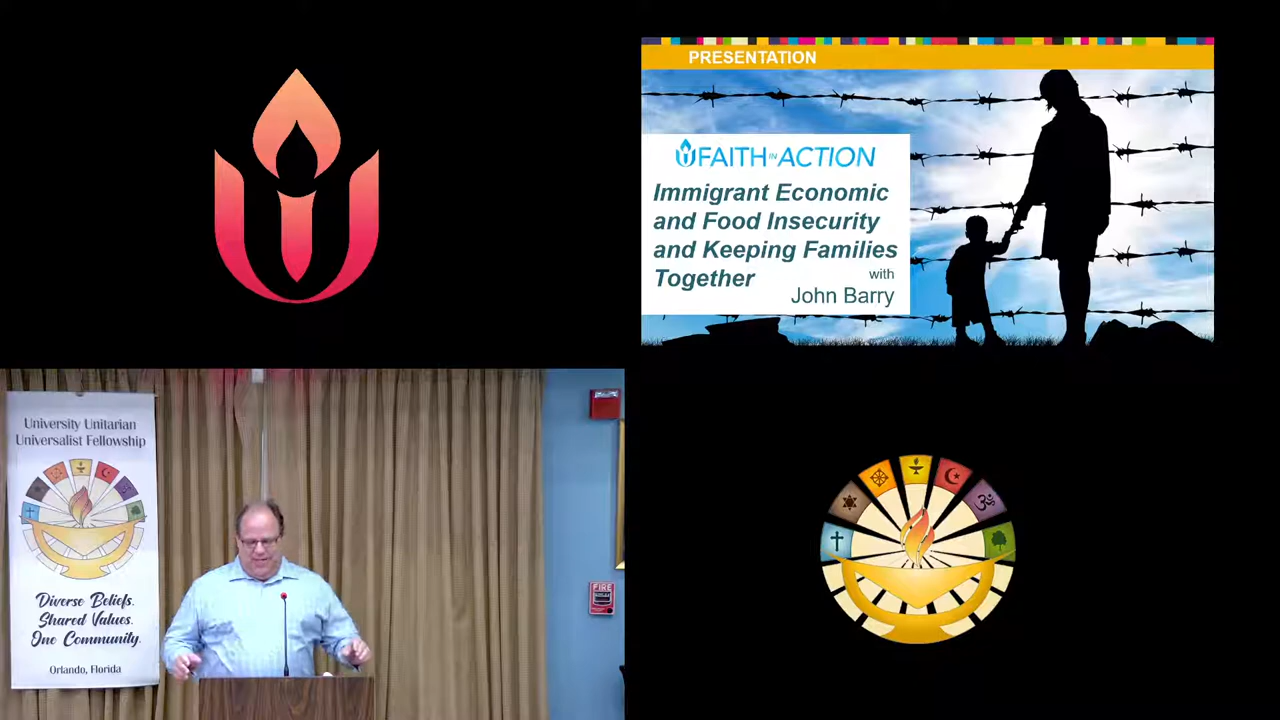 PRESENTATION
FAITH IN ACTION
Immigrant Economic
and Food Insecurity
and Keeping Families
Together
with
John Barry
University Unitarian
Universalist Fellowship
Diverse Beliefs.
Shared Values.
One Community.
Orlando, Florida
FIRE